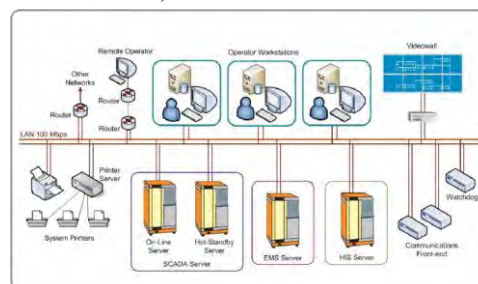 Remote Operator
Operator Workstations
Videowall
Other
Networks
Router
Router
Router
LAN 100 Mbps
Printer
Server
System Printers
On-Line
Server
Hot-Standby
Server
SCADA Server
EMS Server
HIS Server
Watchdog
Communications
Front-end